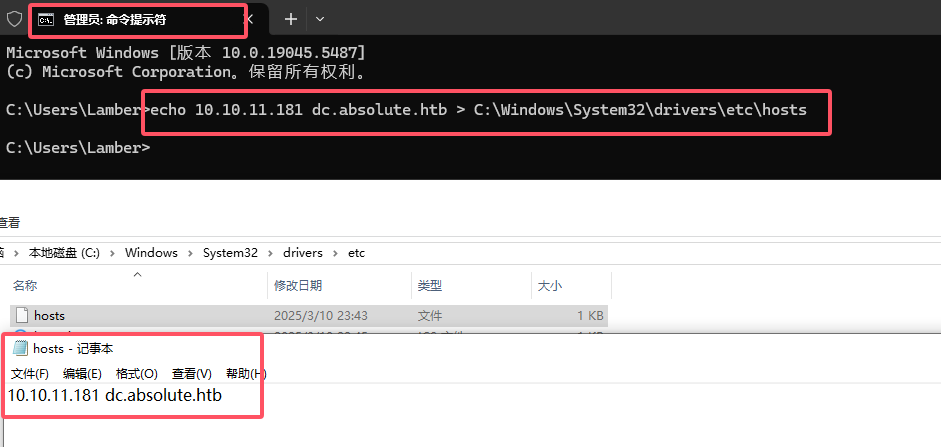 管理员: 命令提示符
Microsoft Windows [版本 10.0.19045.5487]
(c) Microsoft Corporation。保留所有权利。
C:\Users\Lamber>echo 10.10.11.181 dc.absolute.htb > C:\Windows\System32\drivers\etc\hosts
C:\Users\Lamber>
查看
本地磁盘 (C:) > Windows > System32 > drivers > etc
名称 修改日期 类型 大小
hosts 2025/3/10 23:43 文件 1 KB
hosts - 记事本
文件(F) 编辑(E) 格式(O) 查看(V) 帮助(H)
10.10.11.181 dc.absolute.htb